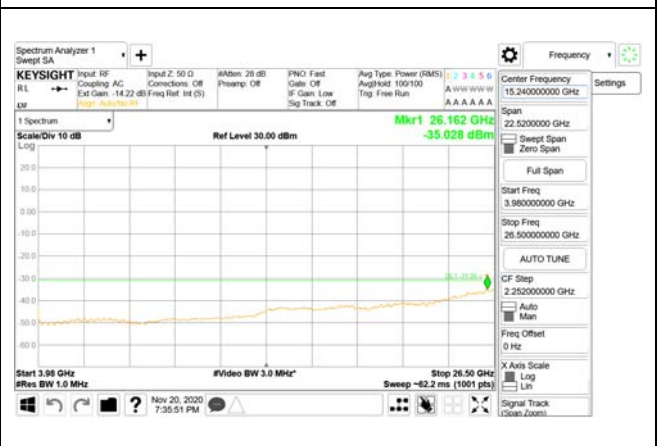 Spectrum Analyzer 1
Swept SA
+
Frequency
KEYSIGHT
RL
Input: RF
Coupling: AC
Ext Gain: -14.22 dB
Align: Auto/No RF
Input Z: 50 Ω
Corrections: Off
Freq Ref: Int (S)
#Atten: 28 dB
Preamp: Off
PNO: Fast
Gate: Off
IF Gain: Low
Sig Track: Off
Avg Type: Power (RMS)
Avg|Hold: 100/100
Trig: Free Run
1 2 3 4 5 6
A W W W W W
A A A A A A
1 Spectrum
Scale/Div 10 dB
Log
Ref Level 30.00 dBm
Mkr1 26.162 GHz
-35.028 dBm
20.0
10.0
0.00
-10.0
-20.0
-30.0
-40.0
-50.0
-60.0
Start 3.98 GHz
#Res BW 1.0 MHz
#Video BW 3.0 MHz*
Stop 26.50 GHz
Sweep ~62.2 ms (1001 pts)
Nov 20, 2020
7:35:51 PM
Center Frequency
15.240000000 GHz
Settings
Span
22.5200000 GHz
Swept Span
Zero Span
Full Span
Start Freq
3.980000000 GHz
Stop Freq
26.500000000 GHz
AUTO TUNE
CF Step
2.252000000 GHz
Auto
Man
Freq Offset
0 Hz
X Axis Scale
Log
Lin
Signal Track
(Span Zoom)